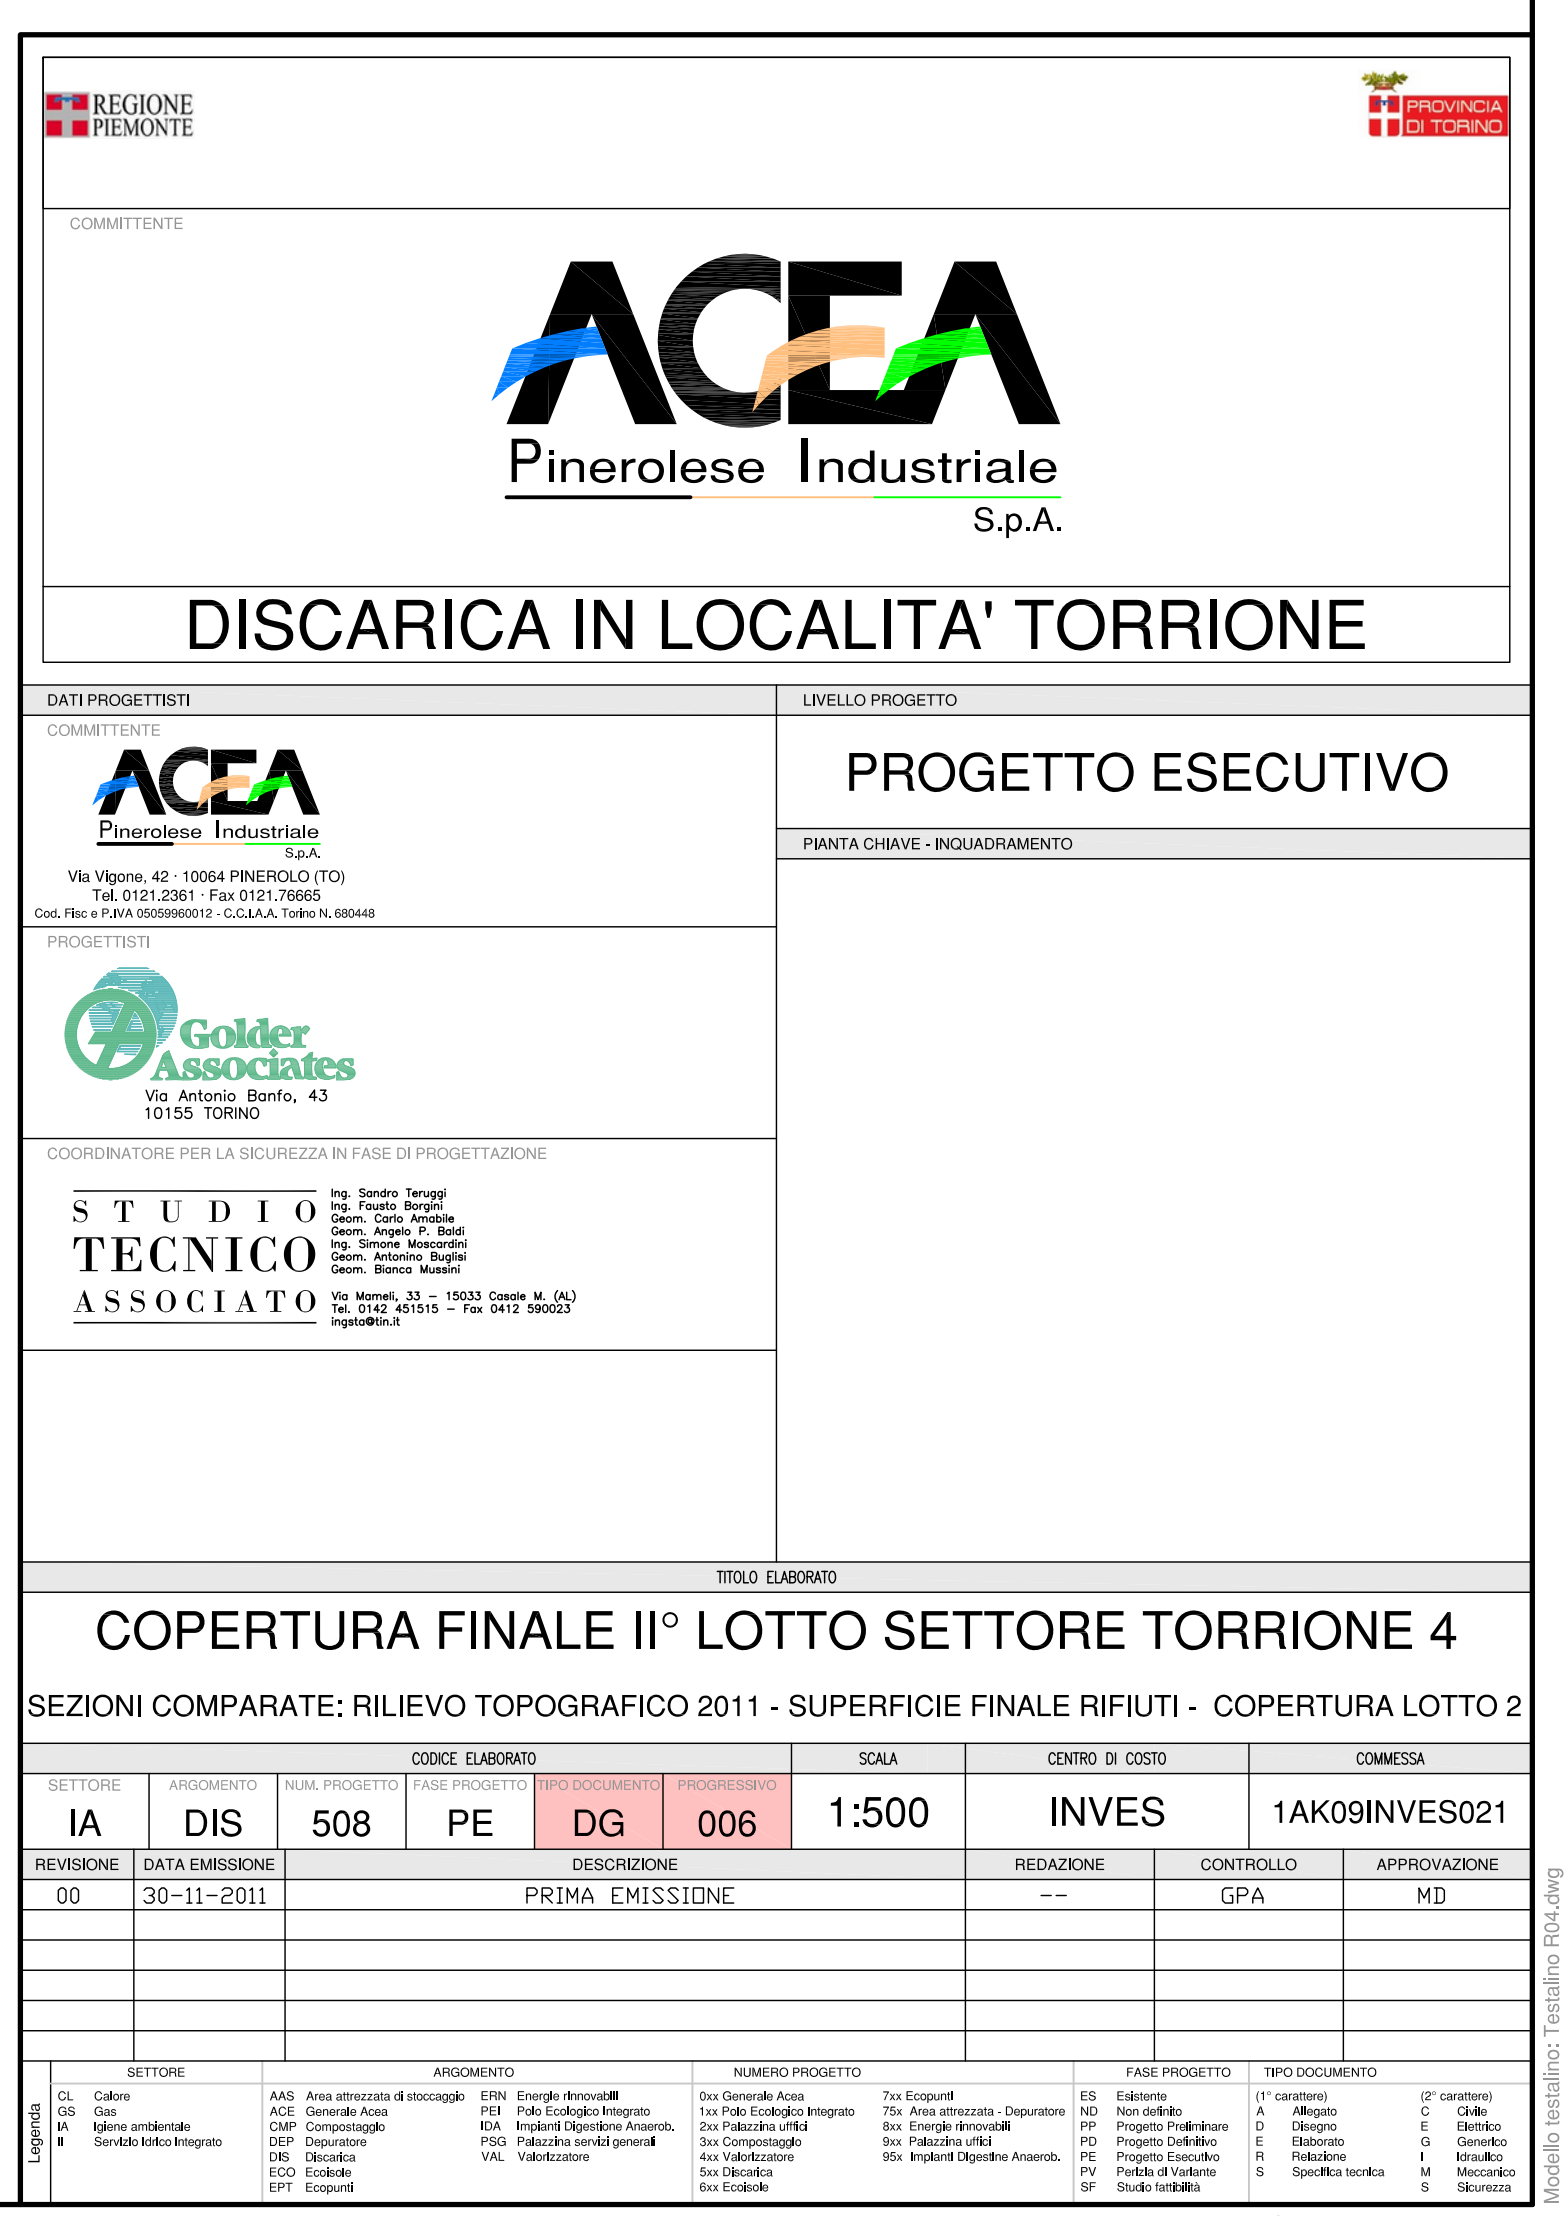 REGIONE
PIEMONTE
PROVINCIA
DI TORINO
COMMITTENTE
ACEA
Pinerolese Industriale
S.p.A.
DISCARICA IN LOCALITA' TORRIONE
DATI PROGETTISTI
LIVELLO PROGETTO
COMMITTENTE
ACEA
Pinerolese Industriale
S.p.A.
Via Vigone, 42 · 10064 PINEROLO (TO)
Tel. 0121.2361 · Fax 0121.76665
Cod. Fisc e P.IVA 05059960012 - C.C.I.A.A. Torino N. 680448
PROGETTO ESECUTIVO
PIANTA CHIAVE - INQUADRAMENTO
PROGETTISTI
Golder
Associates
Via Antonio Banfo, 43
10155 TORINO
COORDINATORE PER LA SICUREZZA IN FASE DI PROGETTAZIONE
STUDIO
TECNICO
ASSOCIATO
Ing. Sandro Teruggi
Ing. Fausto Borgini
Geom. Carlo Amabile
Geom. Angelo P. Baldi
Ing. Simone Moscardini
Geom. Antonino Buglisi
Geom. Bianca Mussini
Via Mameli, 33 – 15033 Casale M. (AL)
Tel. 0142 451515 – Fax 0412 590023
ingsta@tin.it
TITOLO ELABORATO
COPERTURA FINALE II° LOTTO SETTORE TORRIONE 4
SEZIONI COMPARATE: RILIEVO TOPOGRAFICO 2011 - SUPERFICIE FINALE RIFIUTI - COPERTURA LOTTO 2
CODICE ELABORATO SCALA CENTRO DI COSTO COMMESSA
SETTORE ARGOMENTO NUM. PROGETTO FASE PROGETTO TIPO DOCUMENTO PROGRESSIVO
IA DIS 508 PE DG 006 1:500 INVES 1AK09INVES021
REVISIONE DATA EMISSIONE DESCRIZIONE REDAZIONE CONTROLLO APPROVAZIONE
00 30-11-2011 PRIMA EMISSIONE -- GPA MD
Legenda
SETTORE
CL Calore
GS Gas
IA Igiene ambientale
II Servizio Idrico Integrato
ARGOMENTO
AAS Area attrezzata di stoccaggio
ACE Generale Acea
CMP Compostaggio
DEP Depuratore
DIS Discarica
ECO Ecoisole
EPT Ecopunti
ERN Energie rinnovabili
PEI Polo Ecologico Integrato
IDA Impianti Digestione Anaerob.
PSG Palazzina servizi generali
VAL Valorizzatore
NUMERO PROGETTO
0xx Generale Acea
1xx Polo Ecologico Integrato
2xx Palazzina ufffici
3xx Compostaggio
4xx Valorizzatore
5xx Discarica
6xx Ecoisole
7xx Ecopunti
75x Area attrezzata - Depuratore
8xx Energie rinnovabili
9xx Palazzina uffici
95x Impianti Digestine Anaerob.
FASE PROGETTO
ES Esistente
ND Non definito
PP Progetto Preliminare
PD Progetto Definitivo
PE Progetto Esecutivo
PV Perizia di Variante
SF Studio fattibilità
TIPO DOCUMENTO
(1° carattere)
A Allegato
D Disegno
E Elaborato
R Relazione
S Specifica tecnica
(2° carattere)
C Civile
E Elettrico
G Generico
I Idraulico
M Meccanico
S Sicurezza
Modello testalino: Testalino R04.dwg